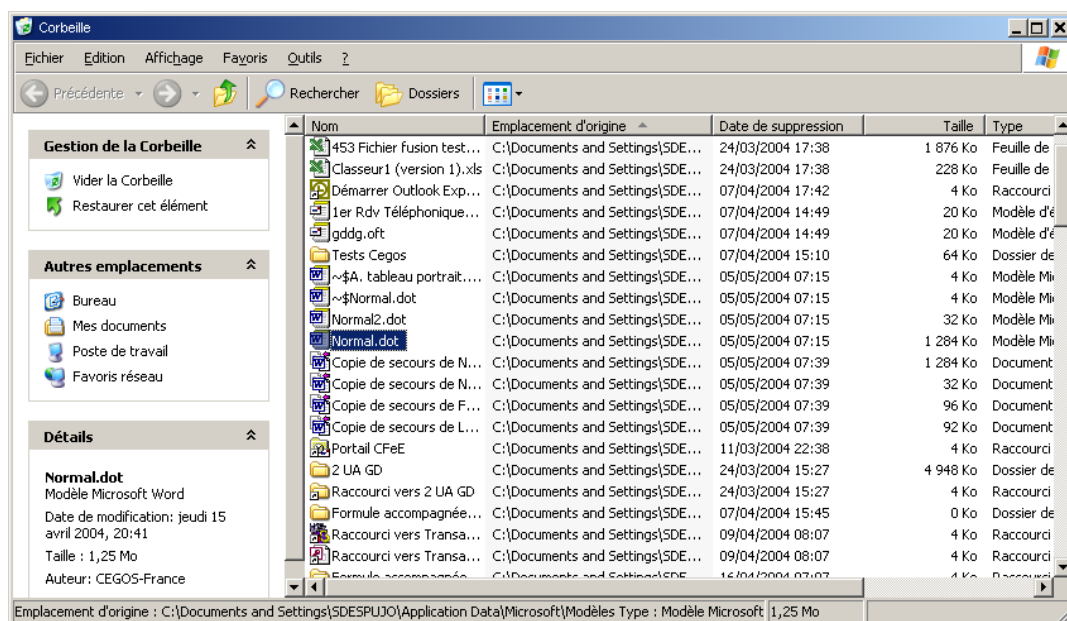 Corbeille
Fichier Edition Affichage Favoris Outils ?
Précédente Rechercher Dossiers
Gestion de la Corbeille
Vider la Corbeille
Restaurer cet élément
Autres emplacements
Bureau
Mes documents
Poste de travail
Favoris réseau
Détails
Normal.dot
Modèle Microsoft Word
Date de modification: jeudi 15
avril 2004, 20:41
Taille : 1,25 Mo
Auteur: CEGOS-France
Nom Emplacement d'origine Date de suppression Taille Type
453 Fichier fusion test... C:\Documents and Settings\SDE... 24/03/2004 17:38 1 876 Ko Feuille de
Classeur1 (version 1).xls C:\Documents and Settings\SDE... 24/03/2004 17:38 228 Ko Feuille de
Démarrer Outlook Exp... C:\Documents and Settings\SDE... 07/04/2004 17:42 4 Ko Raccourci
1er Rdv Téléphonique... C:\Documents and Settings\SDE... 07/04/2004 14:49 20 Ko Modèle d'é
gddg.oft C:\Documents and Settings\SDE... 07/04/2004 14:49 20 Ko Modèle d'é
Tests Cegos C:\Documents and Settings\SDE... 07/04/2004 15:10 64 Ko Dossier de
~$A. tableau portrait.... C:\Documents and Settings\SDE... 05/05/2004 07:15 4 Ko Modèle Mi
~$Normal.dot C:\Documents and Settings\SDE... 05/05/2004 07:15 4 Ko Modèle Mi
Normal2.dot C:\Documents and Settings\SDE... 05/05/2004 07:15 32 Ko Modèle Mi
Normal.dot C:\Documents and Settings\SDE... 05/05/2004 07:15 1 284 Ko Modèle Mi
Copie de secours de N... C:\Documents and Settings\SDE... 05/05/2004 07:39 1 284 Ko Document
Copie de secours de N... C:\Documents and Settings\SDE... 05/05/2004 07:39 32 Ko Document
Copie de secours de F... C:\Documents and Settings\SDE... 05/05/2004 07:39 96 Ko Document
Copie de secours de L... C:\Documents and Settings\SDE... 05/05/2004 07:39 92 Ko Document
Portail CFeE C:\Documents and Settings\SDE... 11/03/2004 22:38 4 Ko Raccourci
2 UA GD C:\Documents and Settings\SDE... 24/03/2004 15:27 4 948 Ko Dossier de
Raccourci vers 2 UA GD C:\Documents and Settings\SDE... 24/03/2004 15:27 4 Ko Raccourci
Formule accompagnée... C:\Documents and Settings\SDE... 07/04/2004 15:45 0 Ko Dossier de
Raccourci vers Transa... C:\Documents and Settings\SDE... 09/04/2004 08:07 4 Ko Raccourci
Raccourci vers Transa... C:\Documents and Settings\SDE... 09/04/2004 08:07 4 Ko Raccourci
Formule accompagnée... C:\Documents and Settings\SDE... 16/04/2004 07:07 4 Ko Raccourci
Emplacement d'origine : C:\Documents and Settings\SDESPUJO\Application Data\Microsoft\Modèles Type : Modèle Microsoft 1,25 Mo